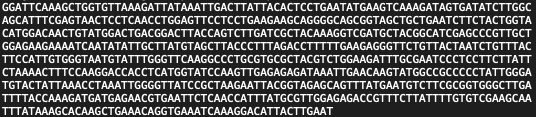 GGATTCAAAGCTGGTGTTAAAGATTATAAATTGACTTATTACACTCCTGAATATGAAGTCAAAGATAGTGATATCTTGGC
AGCATTTCGAGTAACTCCTCAACCTGGAGTTCCTCCTGAAGAAGCAGGGGCAGCGGTAGCTGCTGAATCTTCTACTGGTA
CATGGACAACTGTATGGACTGACGGACTTACCAGTCTTGATCGCTACAAAGGTCGATGCTACGGCATCGAGCCCGTTGCT
GGAGAAGAAAATCAATATATTGCTTATGTAGCTTACCCTTTAGACCTTTTTGAAGAGGGTTCTGTTACTAATCTGTTTAC
TTCCATTGTGGGTAATGTATTTGGGTTCAAGGCCCTGCGTGCGCTACGTCTGGAAGATTTGCGAATCCCTCCTTCTTATT
CTAAAACTTTCCAAGGACCACCTCATGGTATCCAAGTTGAGAGAGATAAATTGAACAAGTATGGCCGCCCCCTATTGGGA
TGTACTATTAAACCTAAATTGGGGTTATCCGCTAAGAATTACGGTAGAGCAGTTTATGAATGTCTTCGCGGTGGGCTTGA
TTTTACCAAAGATGATGAGAACGTGAATTCTCAACCATTTATGCGTTGGAGAGACCGTTTCTTATTTTGTGTCGAAGCAA
TTTATAAAGCACAAGCTGAAACAGGTGAAATCAAAGGACATTACTTGAAT